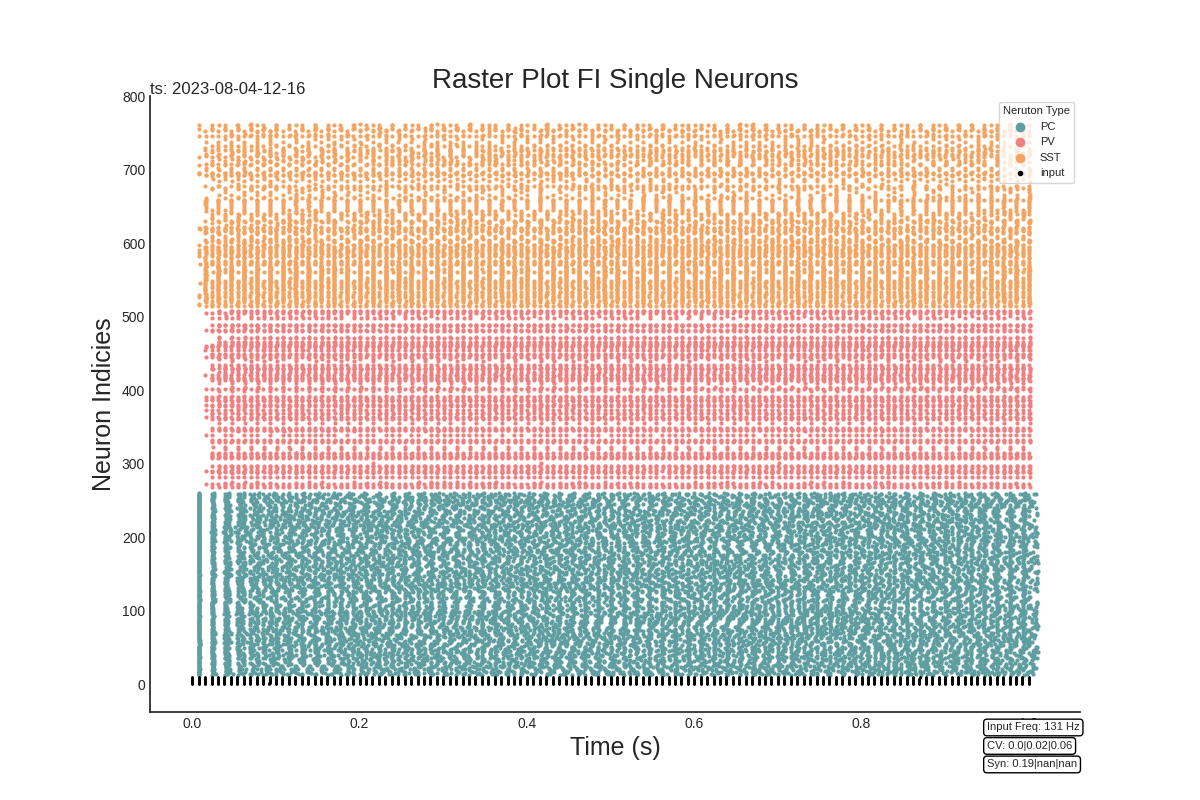 Raster Plot FI Single Neurons
ts: 2023-08-04-12-16
800
700
600
500
400
300
200
100
0
Neuron Indicies
Neruton Type
PC
PV
SST
input
0.0 0.2 0.4 0.6 0.8
Time (s)
Input Freq: 131 Hz
CV: 0.0|0.02|0.06
Syn: 0.19|nan|nan